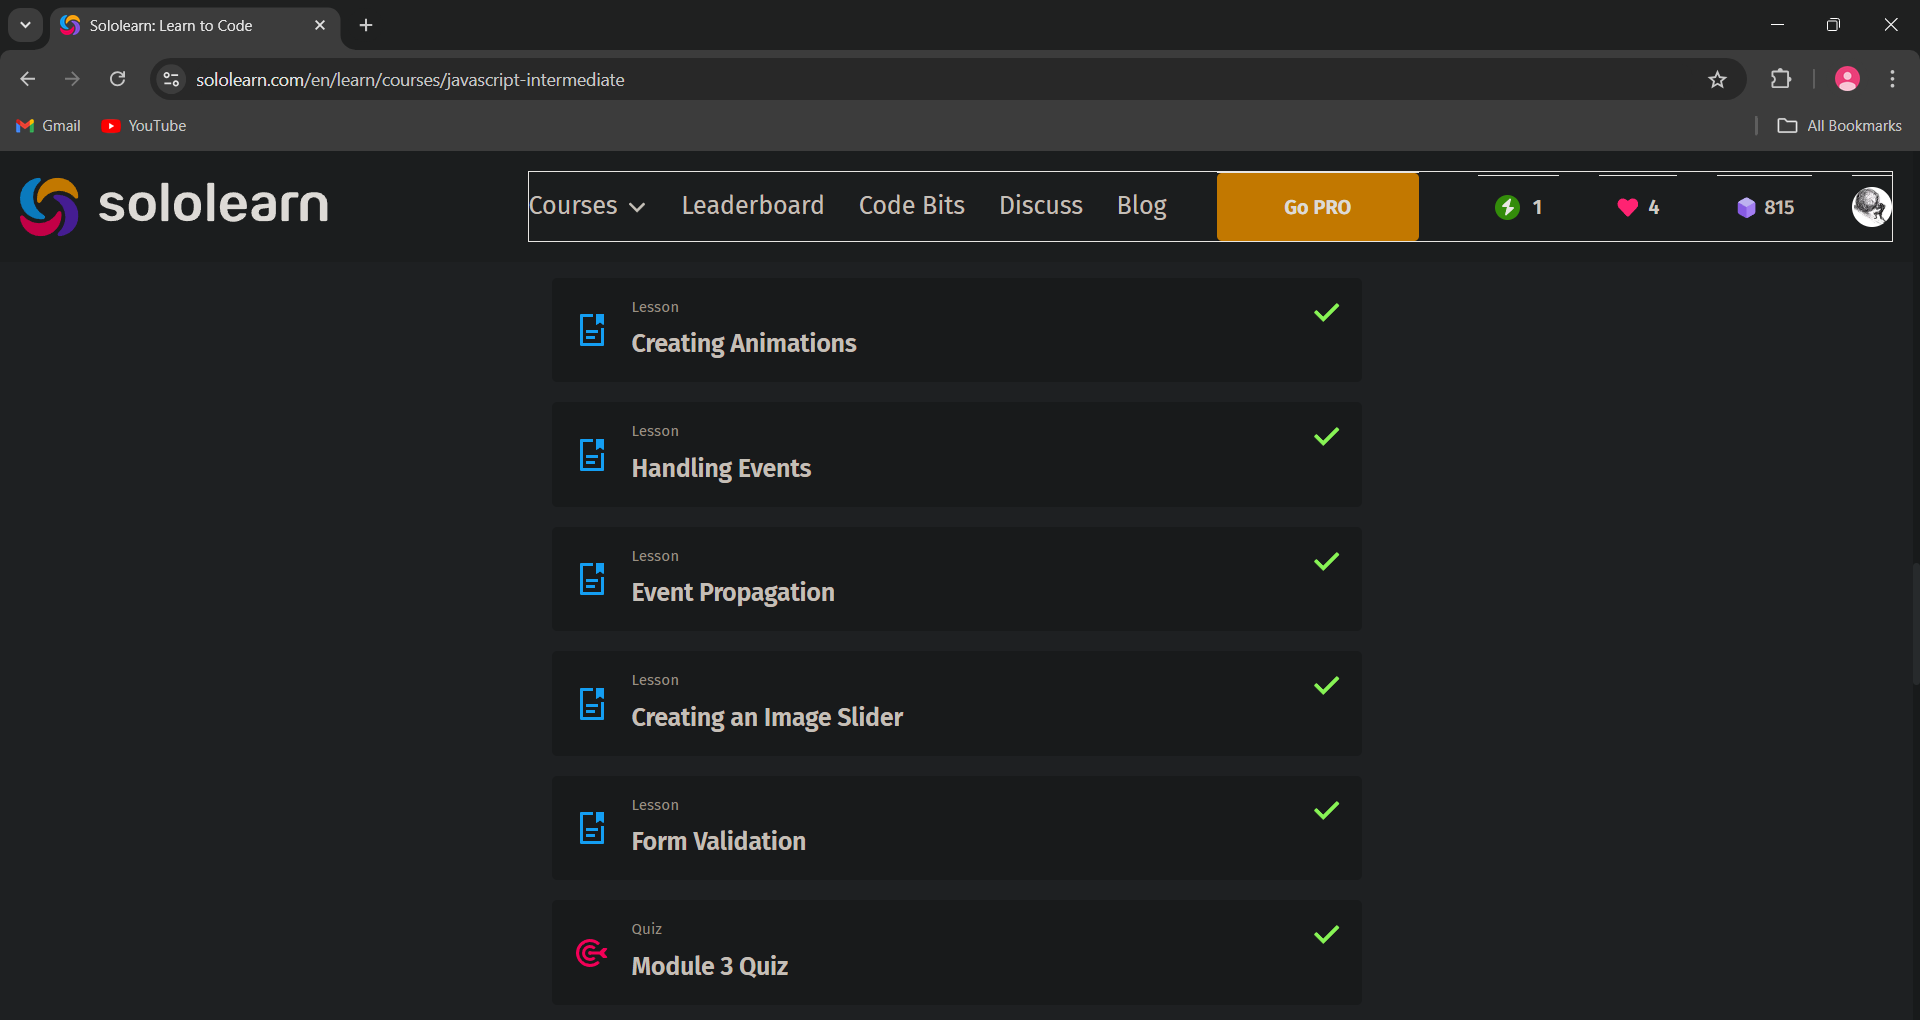 Sololearn: Learn to Code
sololearn.com/en/learn/courses/javascript-intermediate
Gmail YouTube All Bookmarks
sololearn Courses Leaderboard Code Bits Discuss Blog Go PRO 1 4 815
Lesson
Creating Animations
Lesson
Handling Events
Lesson
Event Propagation
Lesson
Creating an Image Slider
Lesson
Form Validation
Quiz
Module 3 Quiz